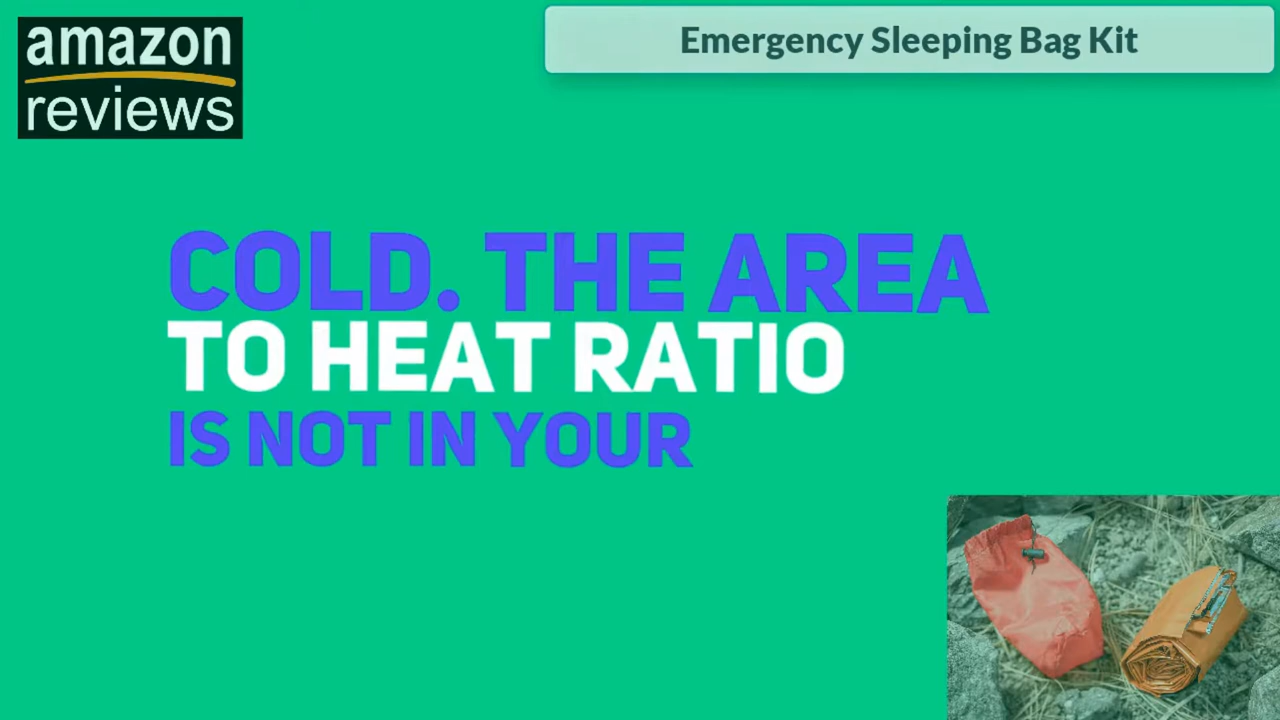 amazon
reviews
Emergency Sleeping Bag Kit
COLD. THE AREA
TO HEAT RATIO
IS NOT IN YOUR